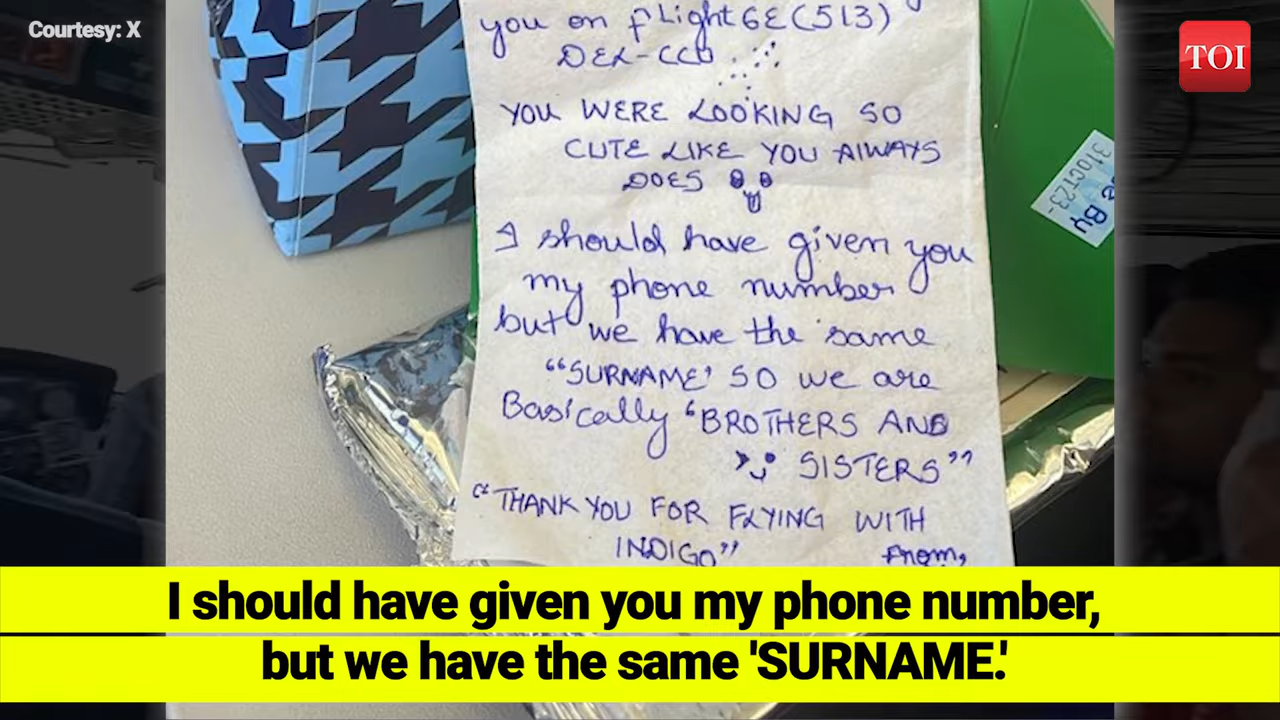 Courtesy: X
TOI
you on flight 6E(513)
DEL-CCU
YOU WERE LOOKING SO
CUTE LIKE YOU AlWAYS
DOES
I should have given you
my phone number
but we have the same
“SURNAME' SO we are
Basically ‘BROTHERS AND
SISTERS”
“THANK YOU FOR FLYING WITH
INDIGO”
From,
By
31OCT23
I should have given you my phone number,
but we have the same 'SURNAME.'